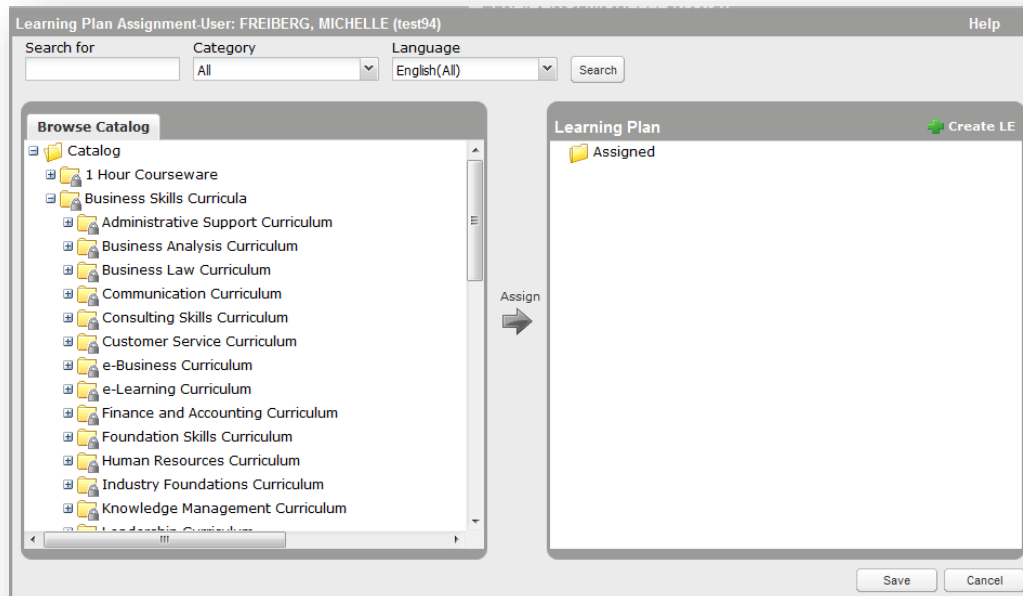 Learning Plan Assignment-User: FREIBERG, MICHELLE (test94) Help
Search for Category Language
All English(All) Search
Browse Catalog
Catalog
1 Hour Courseware
Business Skills Curricula
Administrative Support Curriculum
Business Analysis Curriculum
Business Law Curriculum
Communication Curriculum
Consulting Skills Curriculum
Customer Service Curriculum
e-Business Curriculum
e-Learning Curriculum
Finance and Accounting Curriculum
Foundation Skills Curriculum
Human Resources Curriculum
Industry Foundations Curriculum
Knowledge Management Curriculum
Leadership Curriculum
Assign
Learning Plan Create LE
Assigned
Save Cancel